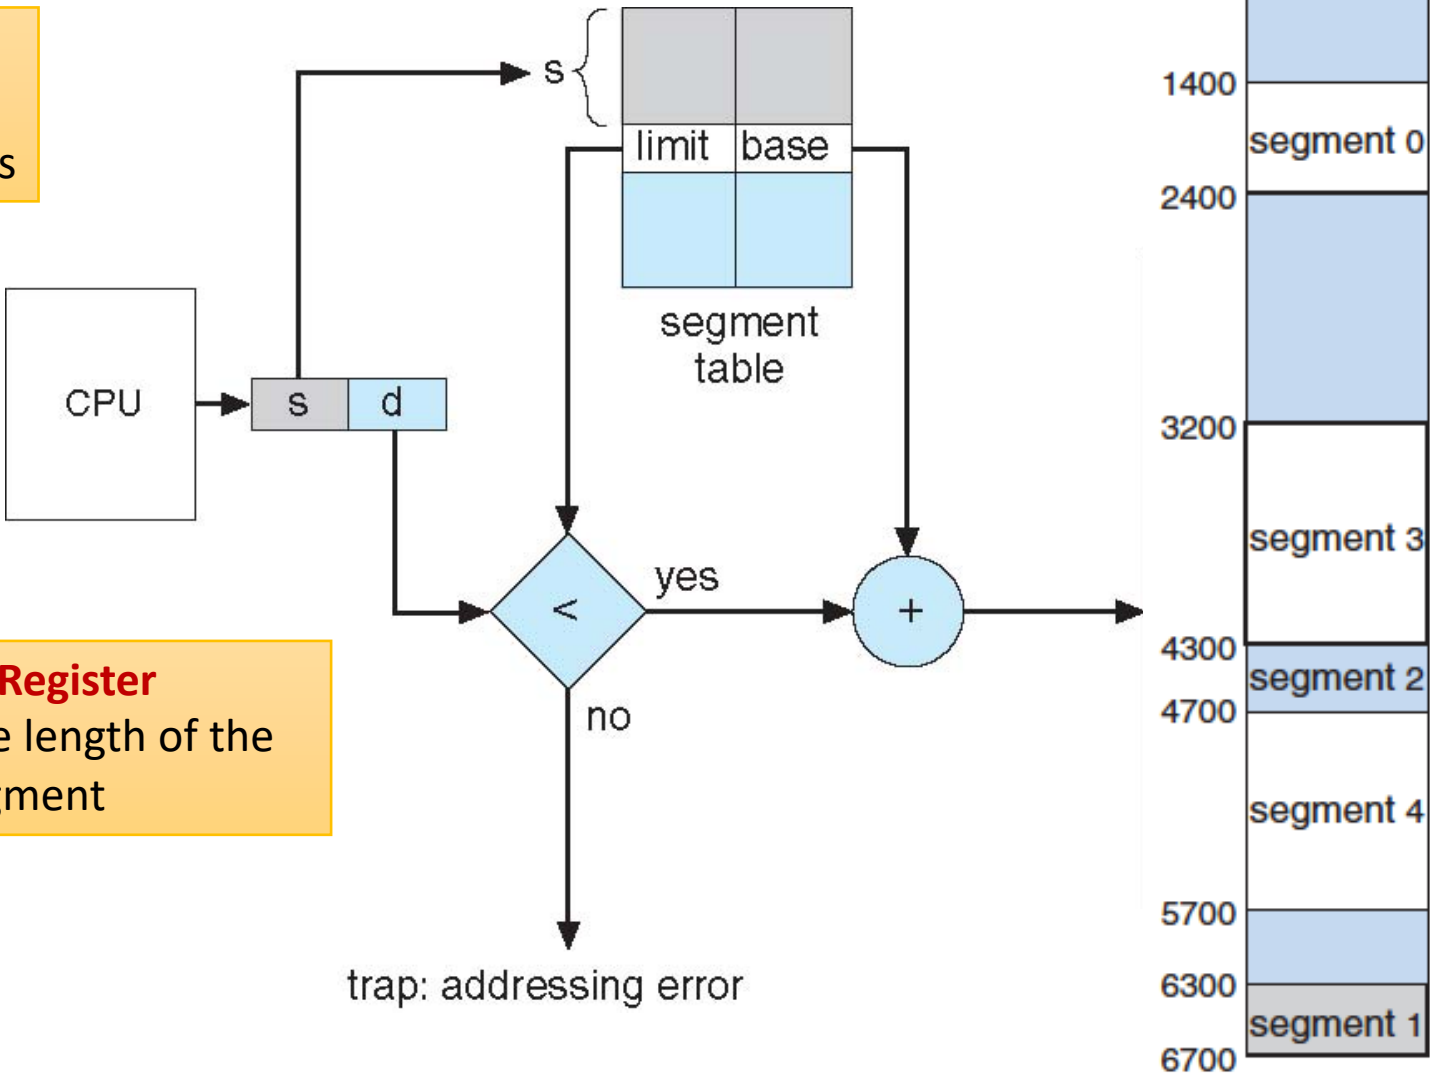 s
Register
e length of the
gment
CPU
s
d
s
limit
base
segment
table
<
yes
+
no
trap: addressing error
1400
segment 0
2400
3200
segment 3
4300
segment 2
4700
segment 4
5700
6300
segment 1
6700